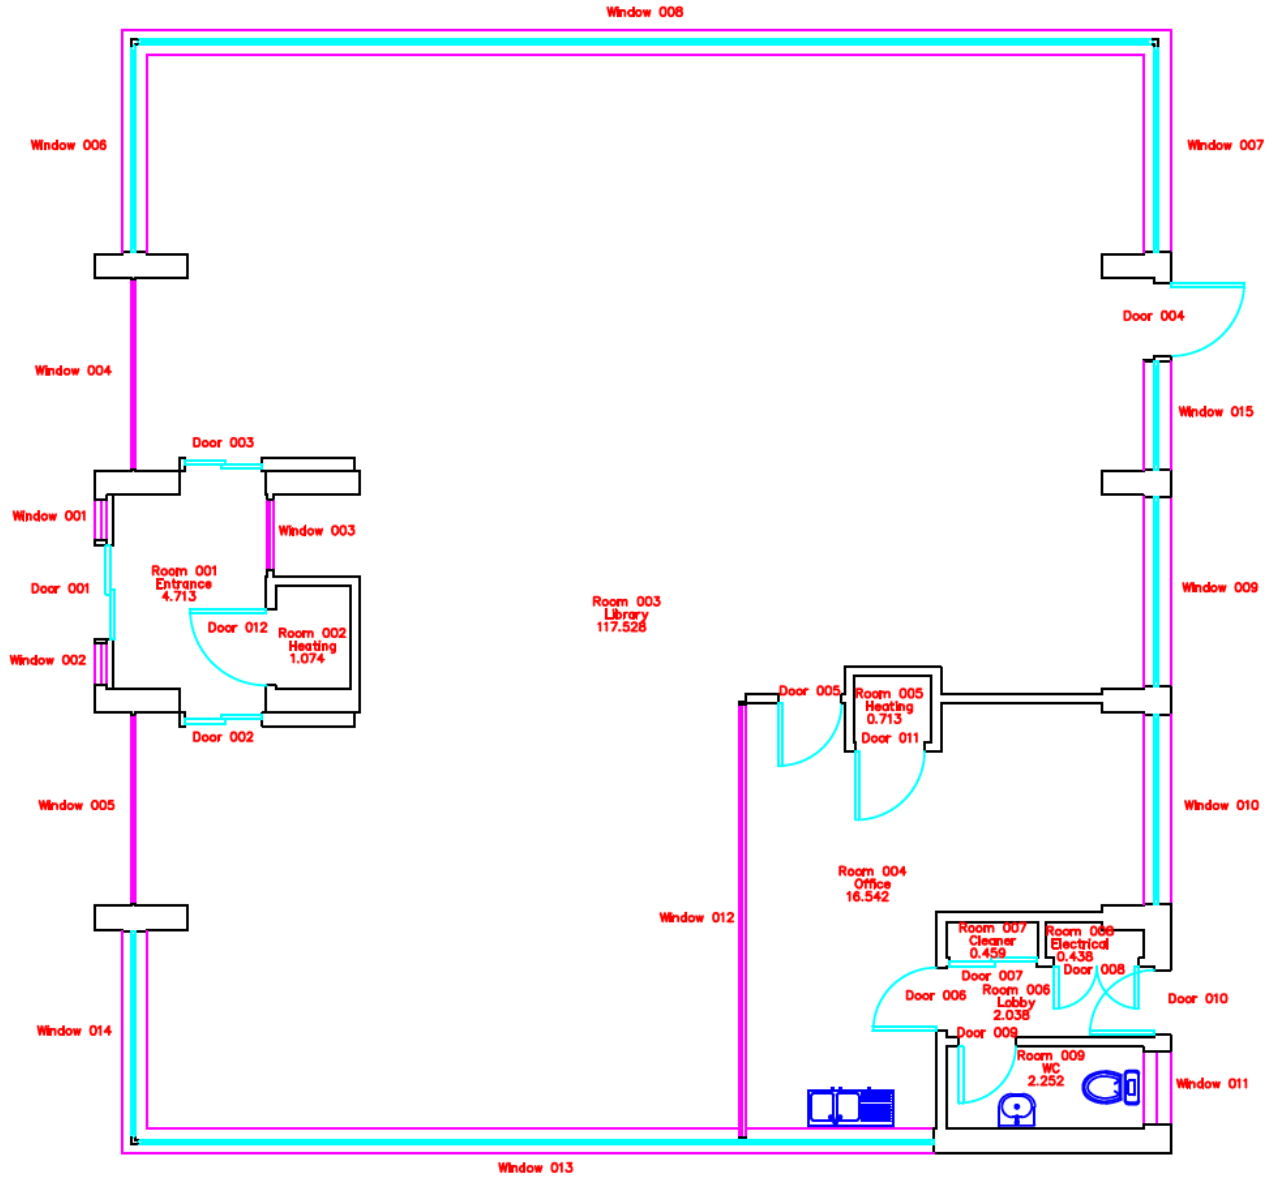 Window 008
Window 006
Window 007
Door 004
Window 004
Window 015
Door 003
Window 001
Window 003
Room 001
Entrance
4.713
Door 001
Window 009
Room 003
Library
117.528
Door 012
Room 002
Heating
1.074
Window 002
Door 005
Room 005
Heating
0.713
Door 002
Door 011
Window 005
Window 010
Room 004
Office
16.542
Window 012
Room 007
Cleaner
0.459
Room 008
Electrical
0.438
Door 007
Door 008
Door 006
Room 006
Lobby
2.038
Door 010
Window 014
Door 009
Room 009
WC
2.252
Window 011
Window 013